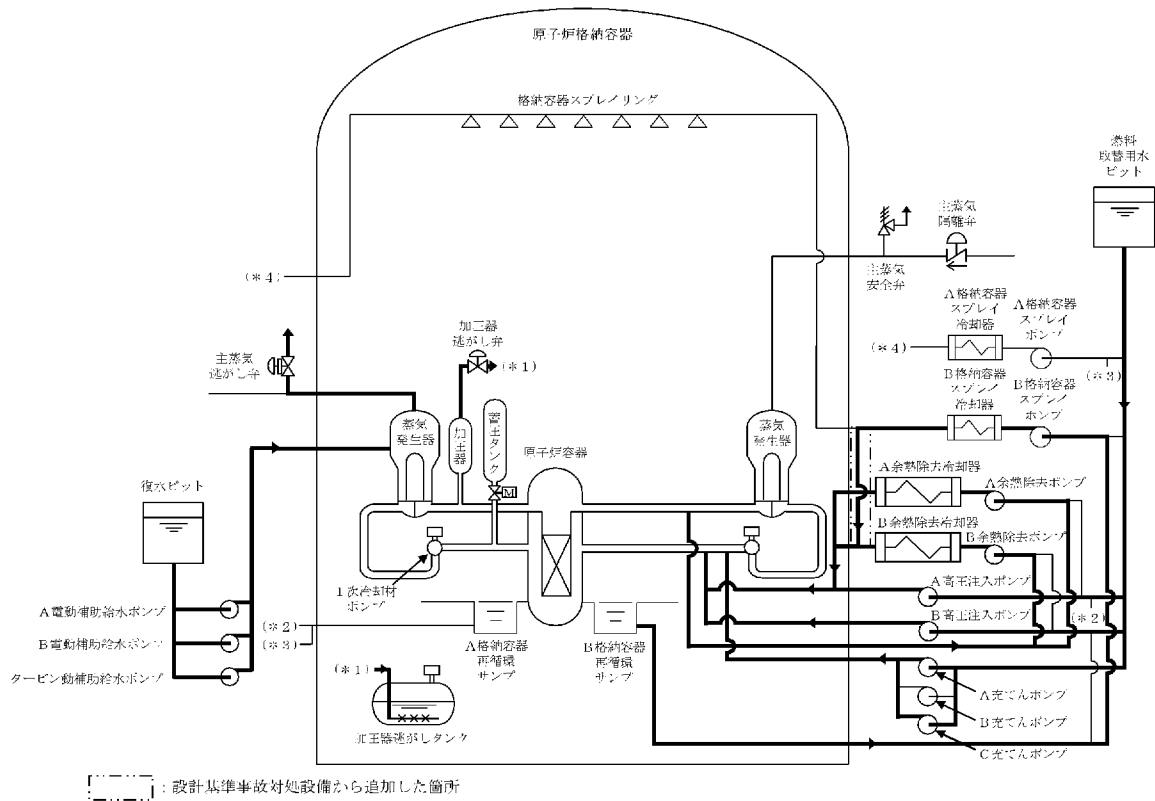 原子炉格納容器
格納容器スプレイリング
燃料
取替用水
ピット
主蒸気
隔離弁
主蒸気
安全弁
(*4)
A格納容器
スプレイ
冷却器
A格納容器
スプレイ
ポンプ
(*4)
(*3)
B格納容器
スプレイ
冷却器
B格納容器
スプレイ
ポンプ
加圧器
逃がし弁
(*1)
主蒸気
逃がし弁
蒸気
発生器
加圧器
蓄圧タンク
M
原子炉容器
蒸気
発生器
A余熱除去冷却器
A余熱除去ポンプ
B余熱除去冷却器
B余熱除去ポンプ
復水ピット
1次冷却材
ポンプ
A高圧注入ポンプ
B高圧注入ポンプ
(*2)
A電動補助給水ポンプ
B電動補助給水ポンプ
タービン動補助給水ポンプ
(*2)
(*3)
A格納容器
再循環
サンプ
B格納容器
再循環
サンプ
(*1)
加圧器逃がしタンク
A充てんポンプ
B充てんポンプ
C充てんポンプ
:設計基準事故対処設備から追加した箇所